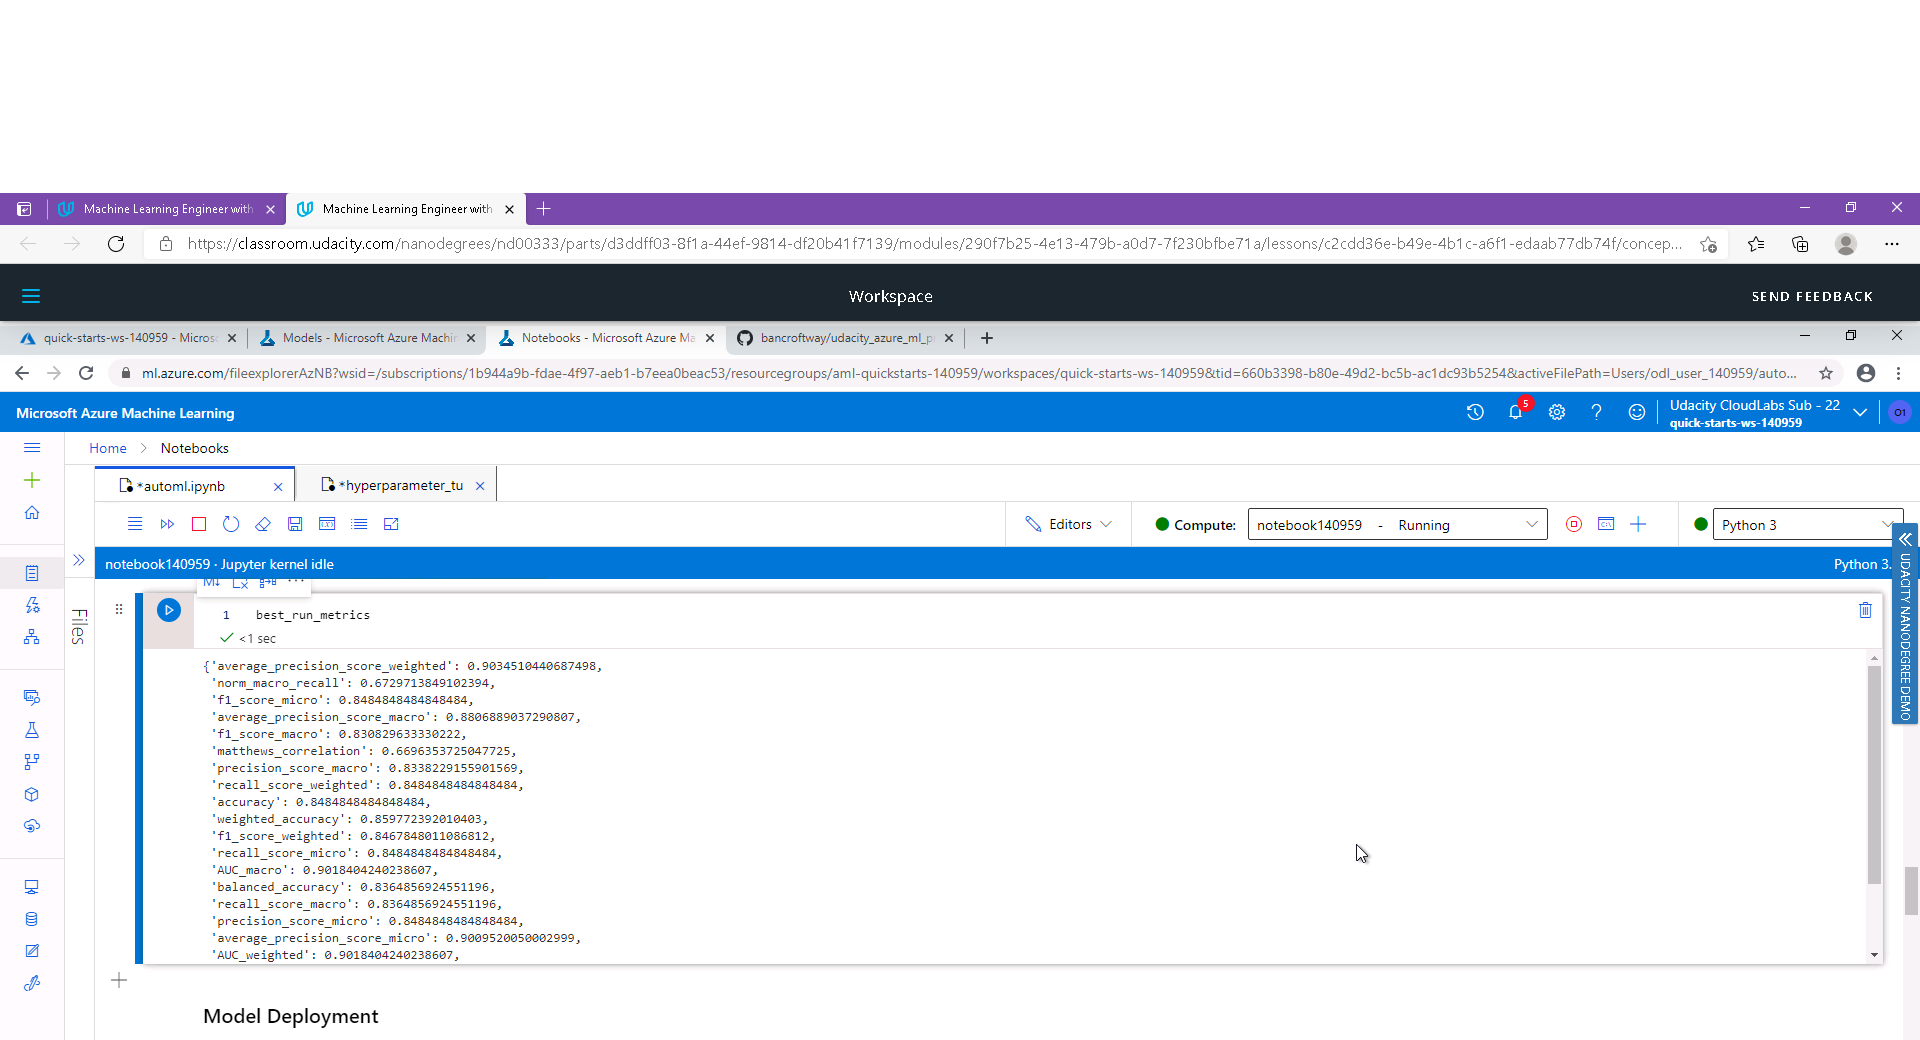 Machine Learning Engineer with
Machine Learning Engineer with
https://classroom.udacity.com/nanodegrees/nd00333/parts/d3ddff03-8f1a-44ef-9814-df20b41f7139/modules/290f7b25-4e13-479b-a0d7-7f230bfbe71a/lessons/c2cdd36e-b49e-4b1c-a6f1-edaab77db74f/concep...
Workspace
SEND FEEDBACK
quick-starts-ws-140959 - Micros
Models - Microsoft Azure Machin
Notebooks - Microsoft Azure Ma
bancroftway/udacity_azure_ml_p
ml.azure.com/fileexplorerAzNB?wsid=/subscriptions/1b944a9b-fdae-4f97-aeb1-b7eea0beac53/resourcegroups/aml-quickstarts-140959/workspaces/quick-starts-ws-140959&tid=660b3398-b80e-49d2-bc5b-ac1dc93b5254&activeFilePath=Users/odl_user_140959/auto...
Microsoft Azure Machine Learning
5
Udacity CloudLabs Sub - 22
quick-starts-ws-140959
O1
Home
Notebooks
*automl.ipynb
*hyperparameter_tu
Editors
Compute:
notebook140959 - Running
Python 3
notebook140959 · Jupyter kernel idle
Python 3.
Files
UDACITY NANODEGREE DEMO
1 best_run_metrics
<1 sec
{'average_precision_score_weighted': 0.9034510440687498,
'norm_macro_recall': 0.6729713849102394,
'f1_score_micro': 0.8484848484848484,
'average_precision_score_macro': 0.8806889037290807,
'f1_score_macro': 0.830829633330222,
'matthews_correlation': 0.6696353725047725,
'precision_score_macro': 0.8338229155901569,
'recall_score_weighted': 0.8484848484848484,
'accuracy': 0.8484848484848484,
'weighted_accuracy': 0.859772392010403,
'f1_score_weighted': 0.8467848011086812,
'recall_score_micro': 0.8484848484848484,
'AUC_macro': 0.9018404240238607,
'balanced_accuracy': 0.8364856924551196,
'recall_score_macro': 0.8364856924551196,
'precision_score_micro': 0.8484848484848484,
'average_precision_score_micro': 0.9009520050002999,
'AUC_weighted': 0.9018404240238607,
Model Deployment